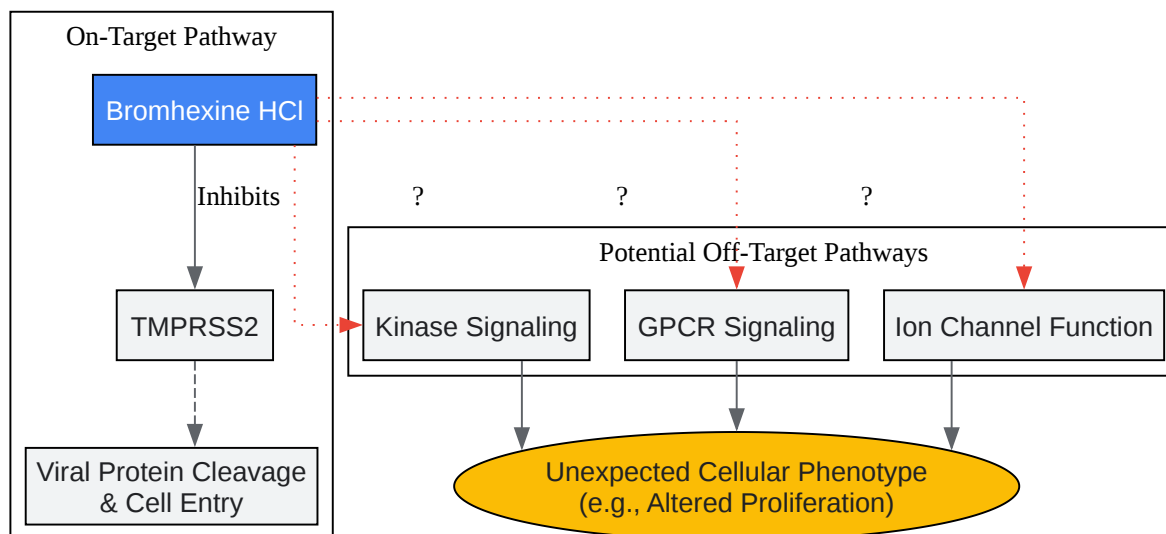 On-Target Pathway
Bromhexine HCl
Inhibits
?
?
?
Potential Off-Target Pathways
TMPRSS2
Kinase Signaling
GPCR Signaling
Ion Channel Function
Viral Protein Cleavage
& Cell Entry
Unexpected Cellular Phenotype
(e.g., Altered Proliferation)